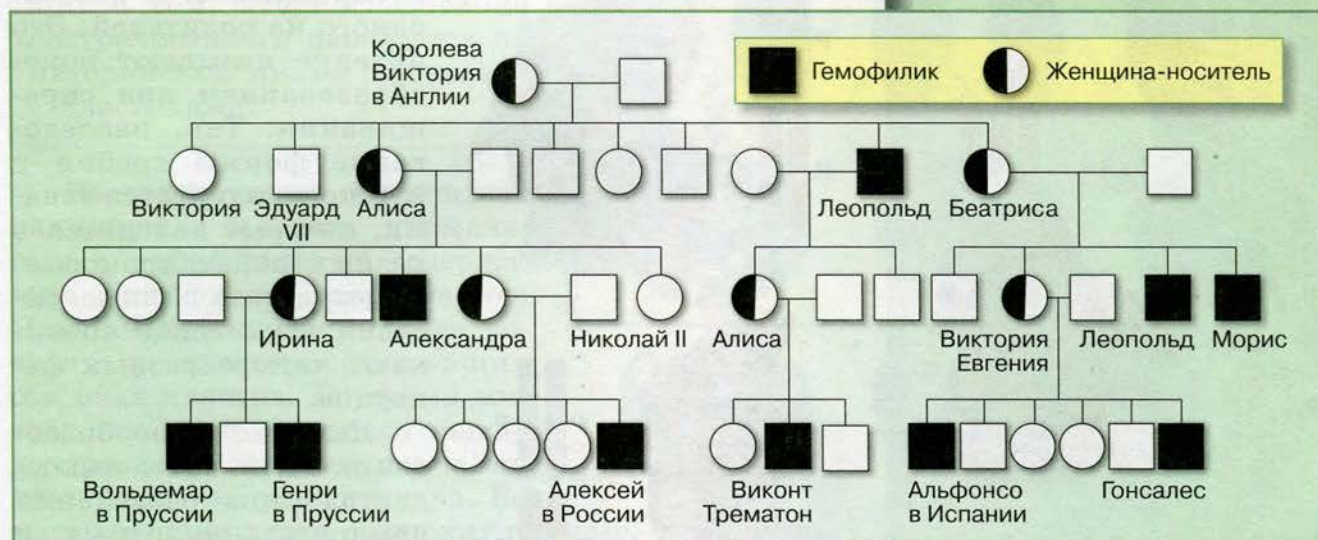 Королева
Виктория
в Англии
Гемофилик
Женщина-носитель
Виктория
Эдуард
VII
Алиса
Леопольд
Беатриса
Ирина
Александра
Николай II
Алиса
Виктория
Евгения
Леопольд
Морис
Вольдемар
в Пруссии
Генри
в Пруссии
Алексей
в России
Виконт
Трематон
Альфонсо
в Испании
Гонсалес